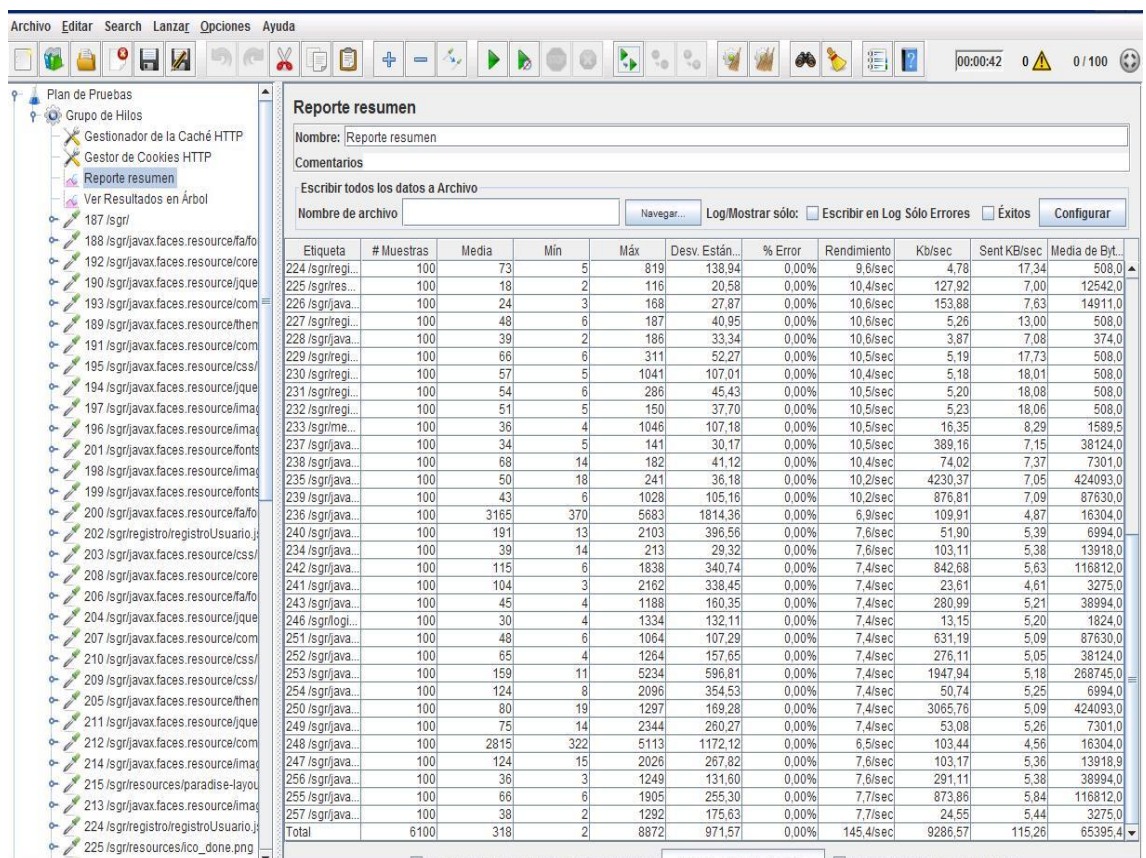 Archivo Editar Search Lanzar Opciones Ayuda
00:00:42 0 0 / 100
Plan de Pruebas
Grupo de Hilos
Gestionador de la Caché HTTP
Gestor de Cookies HTTP
Reporte resumen
Ver Resultados en Árbol
187 /sgr/
188 /sgr/javax.faces.resource/fa/fo
192 /sgr/javax.faces.resource/core
190 /sgr/javax.faces.resource/jque
193 /sgr/javax.faces.resource/com
189 /sgr/javax.faces.resource/them
191 /sgr/javax.faces.resource/com
195 /sgr/javax.faces.resource/css/
194 /sgr/javax.faces.resource/jque
197 /sgr/javax.faces.resource/imag
196 /sgr/javax.faces.resource/imag
201 /sgr/javax.faces.resource/fonts
198 /sgr/javax.faces.resource/imag
199 /sgr/javax.faces.resource/fonts
200 /sgr/javax.faces.resource/fa/fo
202 /sgr/registro/registroUsuario.j
203 /sgr/javax.faces.resource/css/
208 /sgr/javax.faces.resource/core
206 /sgr/javax.faces.resource/fa/fo
204 /sgr/javax.faces.resource/jque
207 /sgr/javax.faces.resource/com
210 /sgr/javax.faces.resource/css/
209 /sgr/javax.faces.resource/css/
205 /sgr/javax.faces.resource/them
211 /sgr/javax.faces.resource/jque
212 /sgr/javax.faces.resource/com
214 /sgr/javax.faces.resource/imag
215 /sgr/resources/paradise-layou
213 /sgr/javax.faces.resource/imag
224 /sgr/registro/registroUsuario.j
225 /sgr/resources/ico_done.png
Reporte resumen
Nombre: Reporte resumen
Comentarios
Escribir todos los datos a Archivo
Nombre de archivo Navegar... Log/Mostrar sólo: Escribir en Log Sólo Errores Éxitos Configurar
Etiqueta # Muestras Media Mín Máx Desv. Están... % Error Rendimiento Kb/sec Sent KB/sec Media de Byt...
224 /sgr/regi... 100 73 5 819 138,94 0,00% 9,6/sec 4,78 17,34 508,0
225 /sgr/res... 100 18 2 116 20,58 0,00% 10,4/sec 127,92 7,00 12542,0
226 /sgr/java... 100 24 3 168 27,87 0,00% 10,6/sec 153,88 7,63 14911,0
227 /sgr/regi... 100 48 6 187 40,95 0,00% 10,6/sec 5,26 13,00 508,0
228 /sgr/java... 100 39 2 186 33,34 0,00% 10,6/sec 3,87 7,08 374,0
229 /sgr/regi... 100 66 6 311 52,27 0,00% 10,5/sec 5,19 17,73 508,0
230 /sgr/regi... 100 57 5 1041 107,01 0,00% 10,4/sec 5,18 18,01 508,0
231 /sgr/regi... 100 54 6 286 45,43 0,00% 10,5/sec 5,20 18,08 508,0
232 /sgr/regi... 100 51 5 150 37,70 0,00% 10,5/sec 5,23 18,06 508,0
233 /sgr/me... 100 36 4 1046 107,18 0,00% 10,5/sec 16,35 8,29 1589,5
237 /sgr/java... 100 34 5 141 30,17 0,00% 10,5/sec 389,16 7,15 38124,0
238 /sgr/java... 100 68 14 182 41,12 0,00% 10,4/sec 74,02 7,37 7301,0
235 /sgr/java... 100 50 18 241 36,18 0,00% 10,2/sec 4230,37 7,05 424093,0
239 /sgr/java... 100 43 6 1028 105,16 0,00% 10,2/sec 876,81 7,09 87630,0
236 /sgr/java... 100 3165 370 5683 1814,36 0,00% 6,9/sec 109,91 4,87 16304,0
240 /sgr/java... 100 191 13 2103 396,56 0,00% 7,6/sec 51,90 5,39 6994,0
234 /sgr/java... 100 39 14 213 29,32 0,00% 7,6/sec 103,11 5,38 13918,0
242 /sgr/java... 100 115 6 1838 340,74 0,00% 7,4/sec 842,68 5,63 116812,0
241 /sgr/java... 100 104 3 2162 338,45 0,00% 7,4/sec 23,61 4,61 3275,0
243 /sgr/java... 100 45 4 1188 160,35 0,00% 7,4/sec 280,99 5,21 38994,0
246 /sgr/logi... 100 30 4 1334 132,11 0,00% 7,4/sec 13,15 5,20 1824,0
251 /sgr/java... 100 48 6 1064 107,29 0,00% 7,4/sec 631,19 5,09 87630,0
252 /sgr/java... 100 65 4 1264 157,65 0,00% 7,4/sec 276,11 5,05 38124,0
253 /sgr/java... 100 159 11 5234 596,81 0,00% 7,4/sec 1947,94 5,18 268745,0
254 /sgr/java... 100 124 8 2096 354,53 0,00% 7,4/sec 50,74 5,25 6994,0
250 /sgr/java... 100 80 19 1297 169,28 0,00% 7,4/sec 3065,76 5,09 424093,0
249 /sgr/java... 100 75 14 2344 260,27 0,00% 7,4/sec 53,08 5,26 7301,0
248 /sgr/java... 100 2815 322 5113 1172,12 0,00% 6,5/sec 103,44 4,56 16304,0
247 /sgr/java... 100 124 15 2026 267,82 0,00% 7,6/sec 103,17 5,36 13918,9
256 /sgr/java... 100 36 3 1249 131,60 0,00% 7,6/sec 291,11 5,38 38994,0
255 /sgr/java... 100 66 6 1905 255,30 0,00% 7,7/sec 873,86 5,84 116812,0
257 /sgr/java... 100 38 2 1292 175,63 0,00% 7,7/sec 24,55 5,44 3275,0
Total 6100 318 2 8872 971,57 0,00% 145,4/sec 9286,57 115,26 65395,4